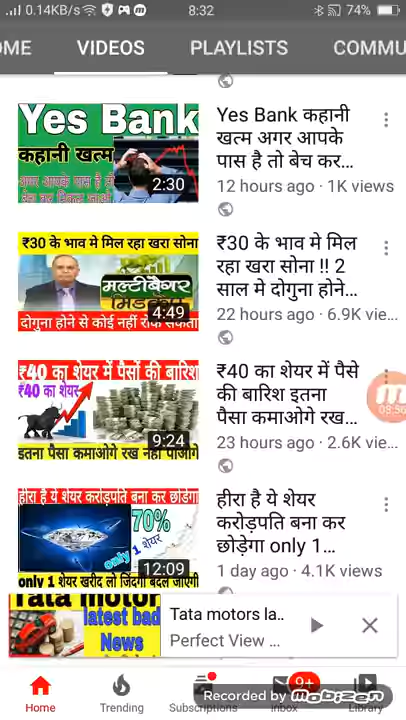 0.14KB/s
8:32
74%
OME
VIDEOS
PLAYLISTS
COMMU
Yes Bank
कहानी
खत्म
2:30
Yes Bank कहानी
खत्म अगर आपके
पास है तो बेच कर...
12 hours ago · 1K views
₹30 के भाव मे मिल रहा खरा सोना
मल्टीबैगर
मिडकैप
4:49
दोगुना होने से कोई नहीं रोक सकता
₹30 के भाव मे मिल
रहा खरा सोना !! 2
साल मे दोगुना होने...
22 hours ago · 6.9K vie...
₹40 का शेयर में पैसों की बारिश
₹40 का शेयर
9:24
इतना पैसा कमाओगे रख नहीं पाओगे
₹40 का शेयर में पैसे
की बारिश इतना
पैसा कमाओगे रख...
23 hours ago · 2.6K vie...
08:56
हीरा है ये शेयर करोड़पति बना कर छोड़ेगा
70%
only 1 शेयर
12:09
only 1 शेयर खरीद लो जिंदगी बदल जाएगी
हीरा है ये शेयर
करोड़पति बना कर
छोड़ेगा only 1...
1 day ago · 4.1K views
Tata motor
latest bad
News
Tata motors la..
Perfect View ...
9+
Home
Trending
Subscriptions
Inbox
Library
Recorded by mobizen